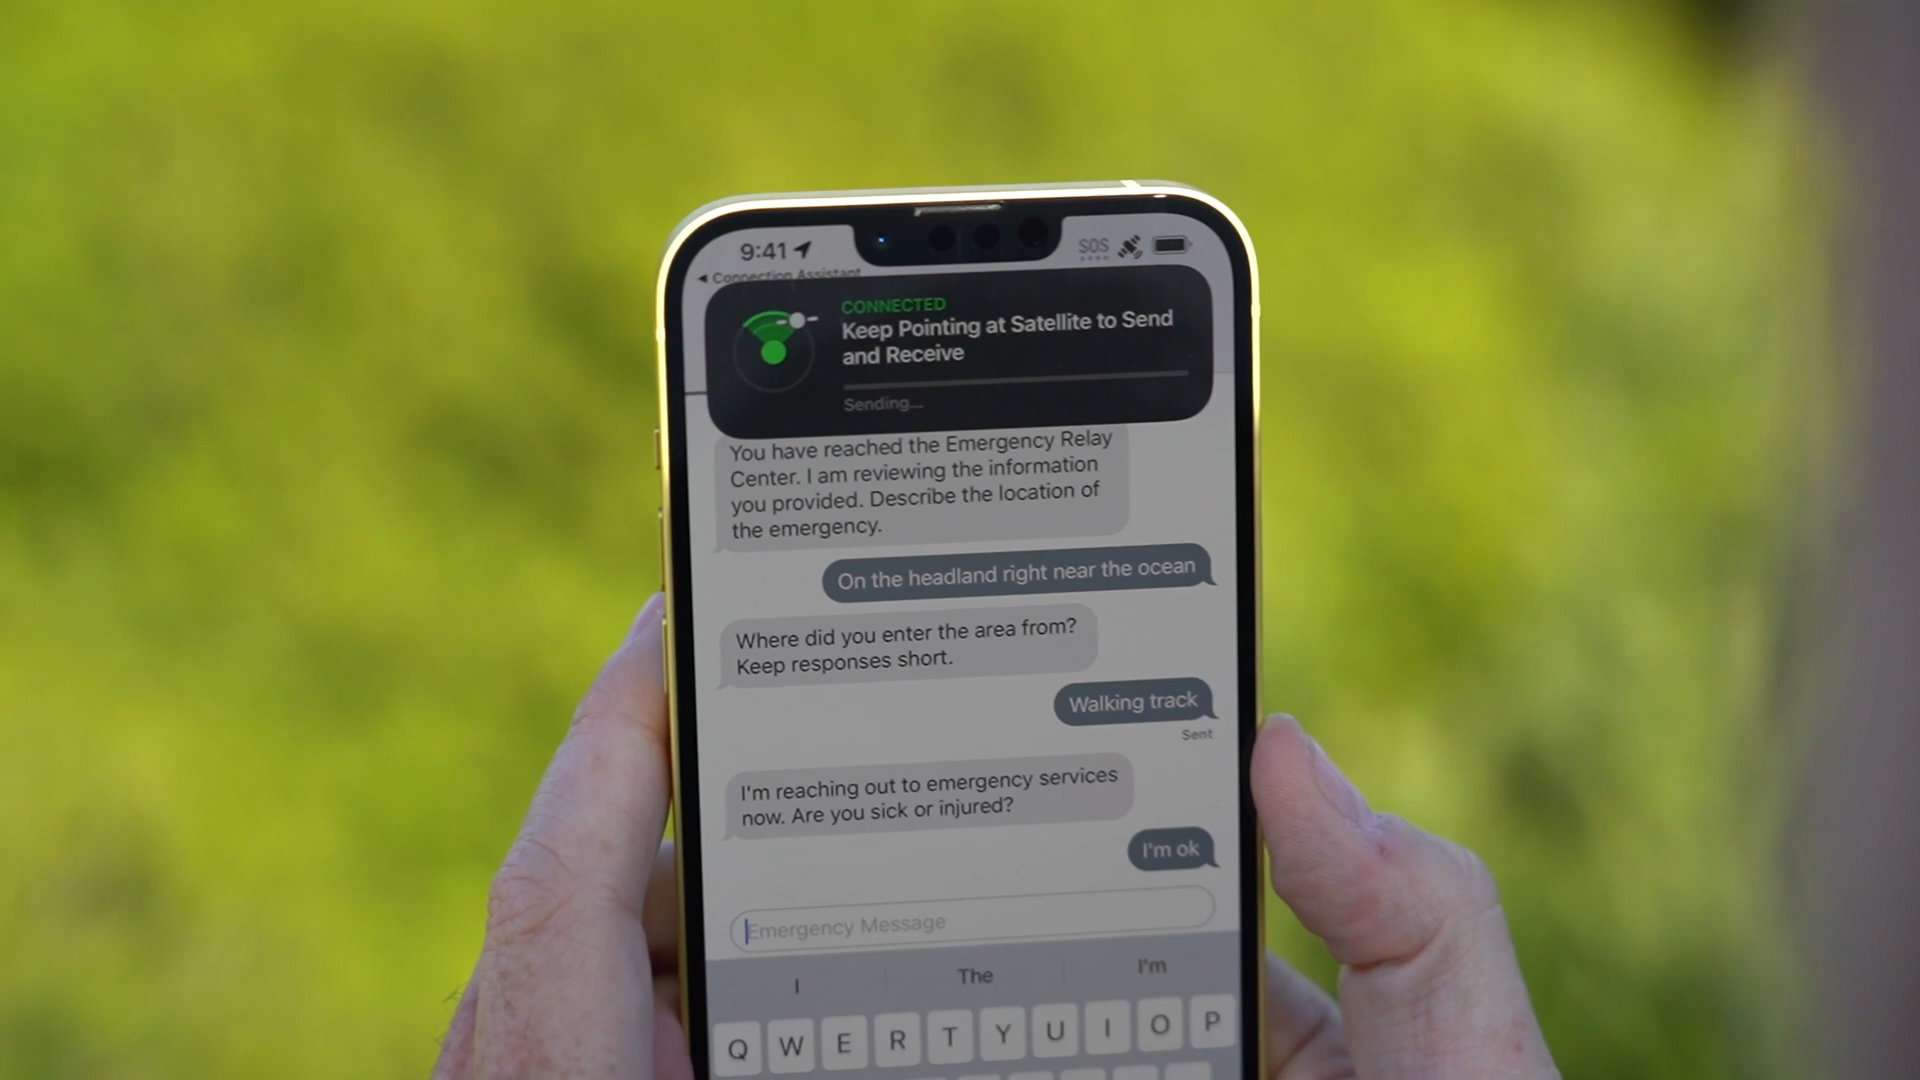 9:41
SOS
Connection Assistant
CONNECTED
Keep Pointing at Satellite to Send
and Receive
Sending...
You have reached the Emergency Relay
Center. I am reviewing the information
you provided. Describe the location of
the emergency.
On the headland right near the ocean
Where did you enter the area from?
Keep responses short.
Walking track
Sent
I'm reaching out to emergency services
now. Are you sick or injured?
I'm ok
Emergency Message
I The I'm
Q W E R T Y U I O P